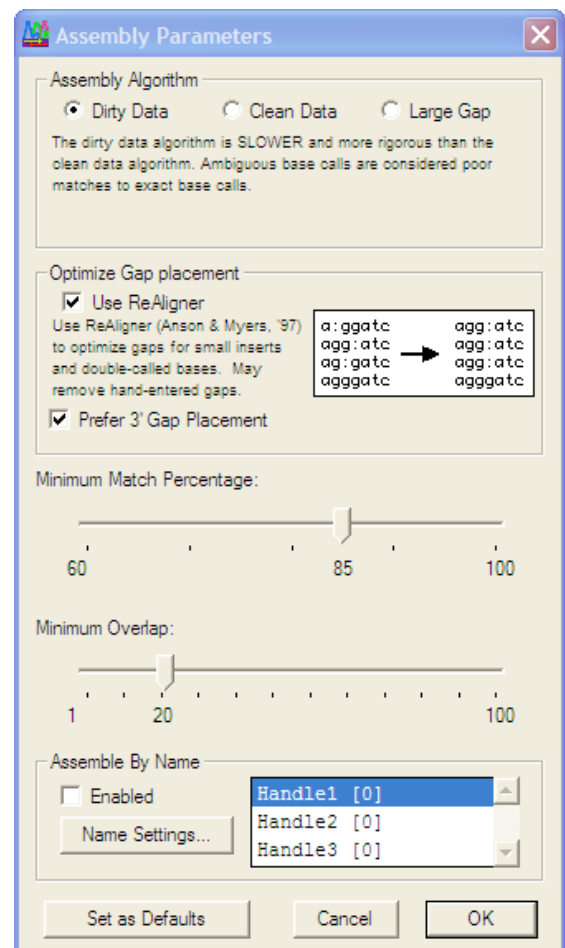 Assembly Parameters
Assembly Algorithm
Dirty Data Clean Data Large Gap
The dirty data algorithm is SLOWER and more rigorous than the
clean data algorithm. Ambiguous base calls are considered poor
matches to exact base calls.
Optimize Gap placement
Use ReAligner
Use ReAligner (Anson & Myers, '97)
to optimize gaps for small inserts
and double-called bases. May
remove hand-entered gaps.
a:ggatc agg:atc
agg:atc agg:atc
ag:gatc agg:atc
agggatc agggatc
Prefer 3' Gap Placement
Minimum Match Percentage:
60 85 100
Minimum Overlap:
1 20 100
Assemble By Name
Enabled
Name Settings...
Handle1 [0]
Handle2 [0]
Handle3 [0]
Set as Defaults Cancel OK